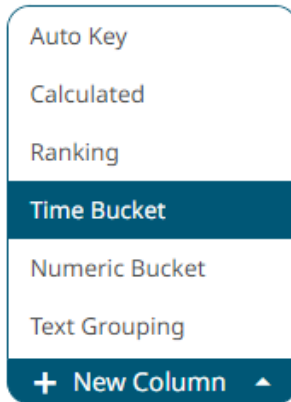 Auto Key
Calculated
Ranking
Time Bucket
Numeric Bucket
Text Grouping
+ New Column